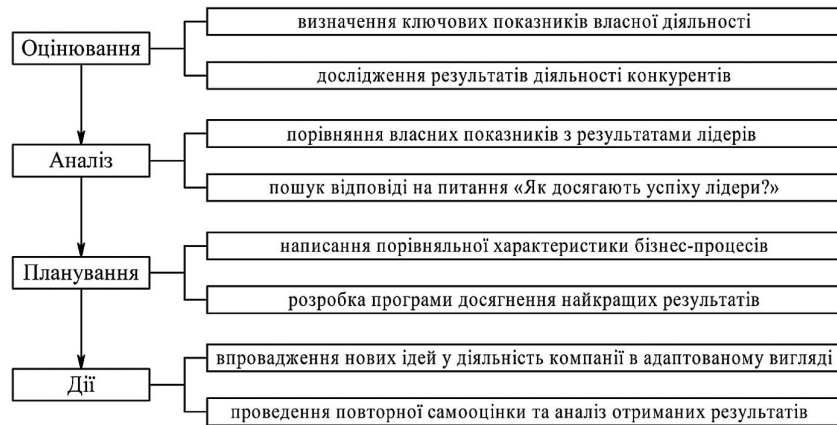 Оцінювання
визначення ключових показників власної діяльності
дослідження результатів діяльності конкурентів
Аналіз
порівняння власних показників з результатами лідерів
пошук відповіді на питання «Як досягають успіху лідери?»
Планування
написання порівняльної характеристики бізнес-процесів
розробка програми досягнення найкращих результатів
Дії
впровадження нових ідей у діяльність компанії в адаптованому вигляді
проведення повторної самооцінки та аналіз отриманих результатів